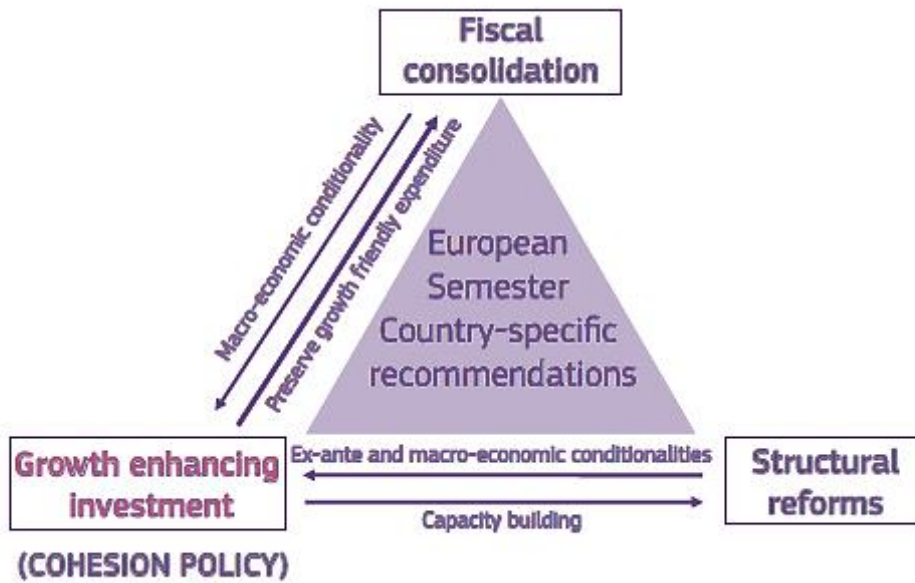 Fiscal
consolidation
Macro-economic conditionality
Preserve growth friendly expenditure
European
Semester
Country-specific
recommendations
Growth enhancing
investment
(COHESION POLICY)
Ex-ante and macro-economic conditionalities
Capacity building
Structural
reforms